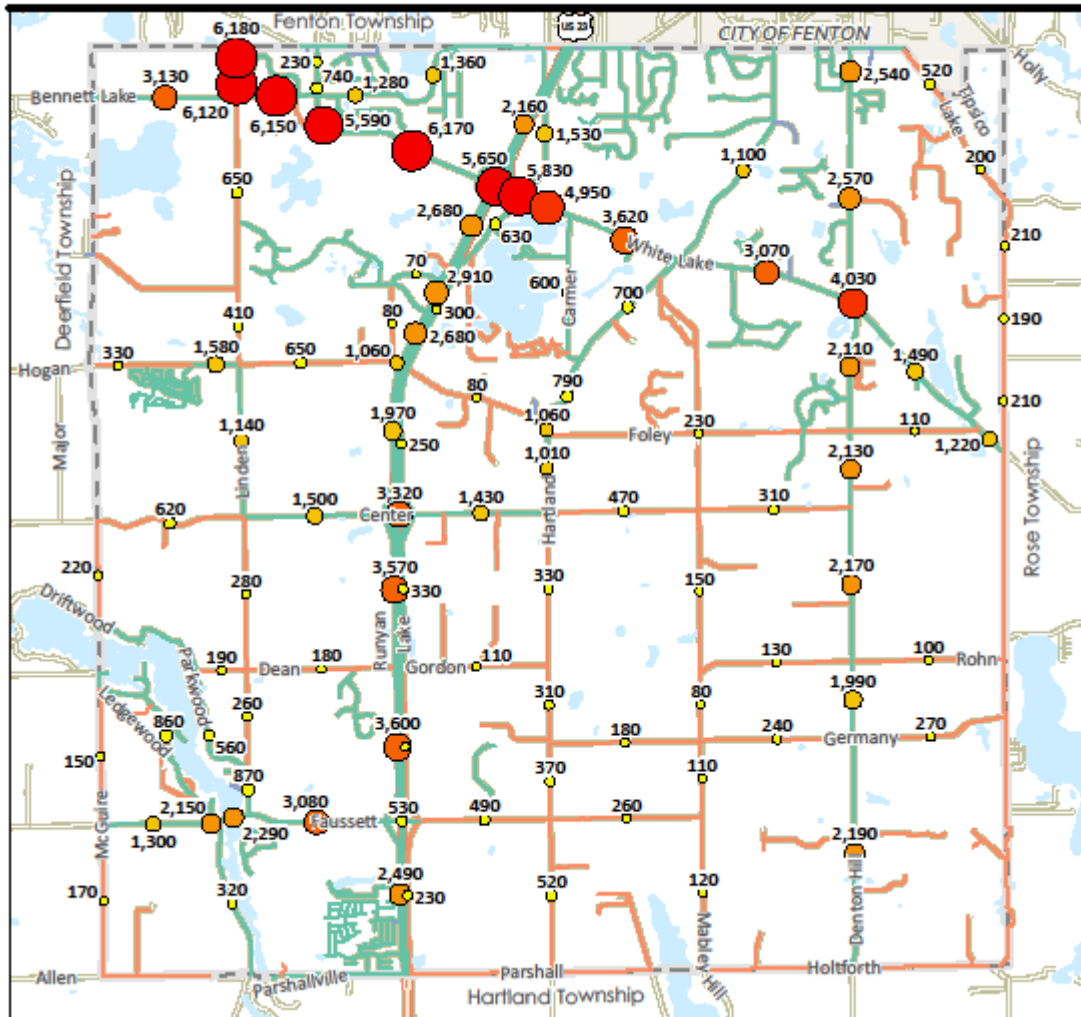 Fenton Township
US 23
CITY OF FENTON
6,180
230
740
1,280
1,360
2,540
520
Holly
Tipsico
Lake
3,130
Bennett Lake
6,120
6,150
5,590
6,170
2,160
1,530
1,100
200
650
5,650
5,830
4,950
2,570
Deerfield Township
2,680
630
3,620
White Lake
3,070
210
70
2,910
600
Carmer
700
4,030
410
80
300
2,680
190
Hogan
330
1,580
650
1,060
2,110
1,490
80
790
1,060
230
110
210
Major
1,140
1,970
250
Foley
1,220
Linden
1,010
2,130
Rose Township
620
1,500
3,320
Center
1,430
Hartland
470
310
220
280
3,570
330
330
150
2,170
Driftwood
Runyan
Lake
190
Dean
180
Gordon
110
130
100
Rohn
Parkwood
Ledgewood
260
310
80
1,990
860
560
3,600
180
240
Germany
270
150
870
370
110
McGuire
2,150
1,300
2,290
3,080
Faussett
530
490
260
2,190
170
320
2,490
230
520
120
Denton Hill
Mabley Hill
Allen
Parshallville
Parshall
Holtforth
Hartland Township